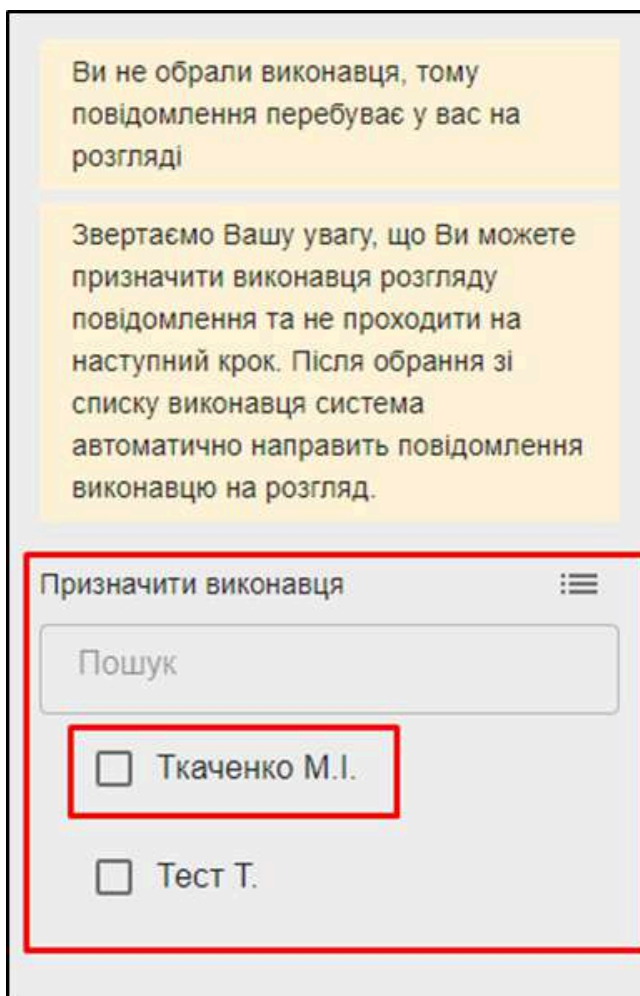 Ви не обрали виконавця, тому
повідомлення перебуває у вас на
розгляді
Звертаємо Вашу увагу, що Ви можете
призначити виконавця розгляду
повідомлення та не проходити на
наступний крок. Після обрання зі
списку виконавця система
автоматично направить повідомлення
виконавцю на розгляд.
Призначити виконавця
Пошук
Ткаченко М.І.
Тест Т.